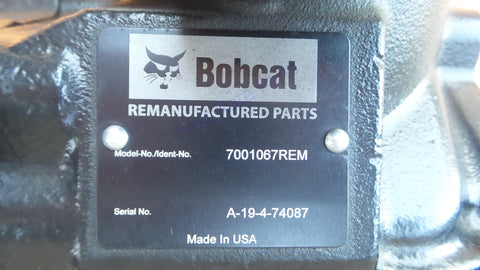 Bobcat
REMANUFACTURED PARTS
Model-No./Ident-No. 7001067REM
Serial No. A-19-4-74087
Made In USA